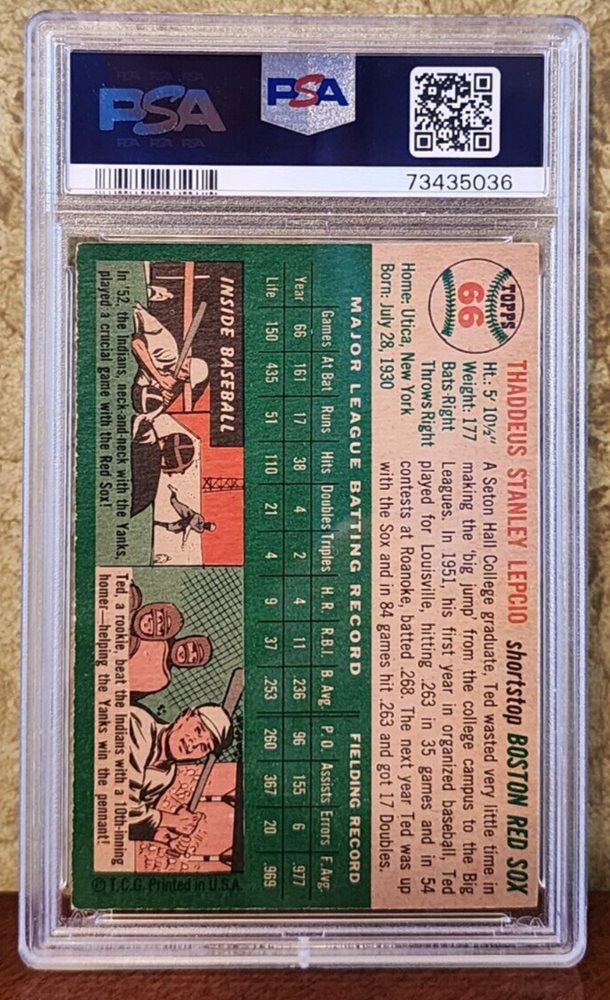 PSA
PSA
73435036
TOPPS
66
THADDEUS STANLEY LEPCIO shortstop BOSTON RED SOX
Ht.: 5' 10½"
Weight: 177
Bats-Right
Throws Right
Home: Utica, New York
Born: July 28, 1930
A Seton Hall College graduate, Ted wasted very little time in
making the 'big jump' from the college campus to the Big
Leagues. In 1951, his first year in organized baseball, Ted
played for Louisville, hitting .263 in 35 games and in 54
contests at Roanoke, batted .268. The next year Ted was up
with the Sox and in 84 games hit .263 and got 17 Doubles.
MAJOR LEAGUE BATTING RECORD FIELDING RECORD
Games At Bat Runs Hits Doubles Triples H.R. R.B.I. B. Avg. P.O. Assists Errors F. Avg.
Year 66 161 17 38 4 2 4 11 .236 96 155 6 .977
Life 150 435 51 110 21 4 9 37 .253 260 367 20 .969
INSIDE BASEBALL
In '52, the Indians, neck-and-neck with the Yanks,
played a crucial game with the Red Sox!
Ted, a rookie, beat the Indians with a 10th-inning
homer—helping the Yanks win the pennant!
© T.C.G. Printed in U.S.A.